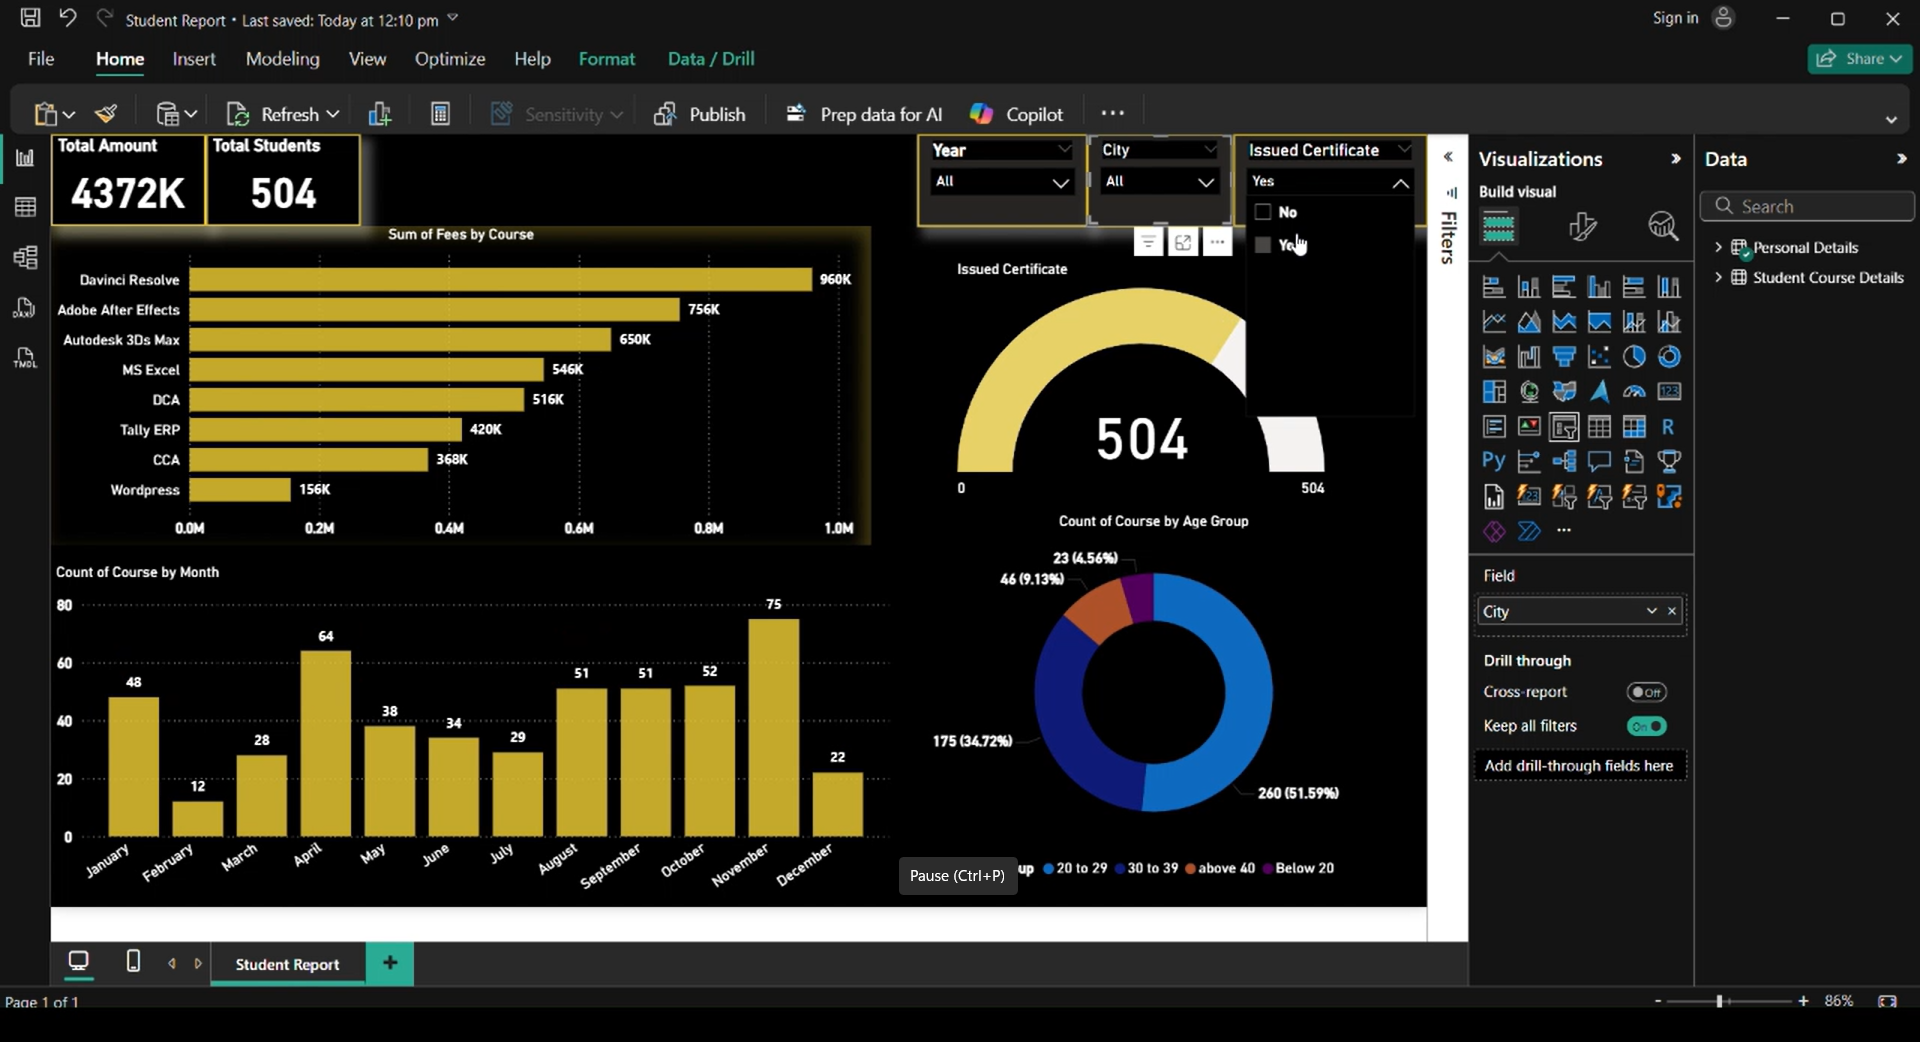 Student Report • Last saved: Today at 12:10 pm
Sign in
File Home Insert Modeling View Optimize Help Format Data / Drill
Share
Refresh
Sensitivity
Publish
Prep data for AI
Copilot
Total Amount
4372K
Total Students
504
Year
All
City
All
Issued Certificate
Yes
No
Filters
Sum of Fees by Course
Davinci Resolve 960K
Adobe After Effects 756K
Autodesk 3Ds Max 650K
MS Excel 546K
DCA 516K
Tally ERP 420K
CCA 368K
Wordpress 156K
0.0M 0.2M 0.4M 0.6M 0.8M 1.0M
Issued Certificate
504
0 504
Count of Course by Month
80
60
40
20
0
48 12 28 64 38 34 29 51 51 52 75 22
January February March April May June July August September October November December
Count of Course by Age Group
23 (4.56%)
46 (9.13%)
175 (34.72%)
260 (51.59%)
20 to 29 30 to 39 above 40 Below 20
Pause (Ctrl+P)
Visualizations
Build visual
R
Py
123
Field
City
Drill through
Cross-report Off
Keep all filters On
Add drill-through fields here
Data
Search
Personal Details
Student Course Details
DAX
TMDL
Student Report
Page 1 of 1
- + 86%